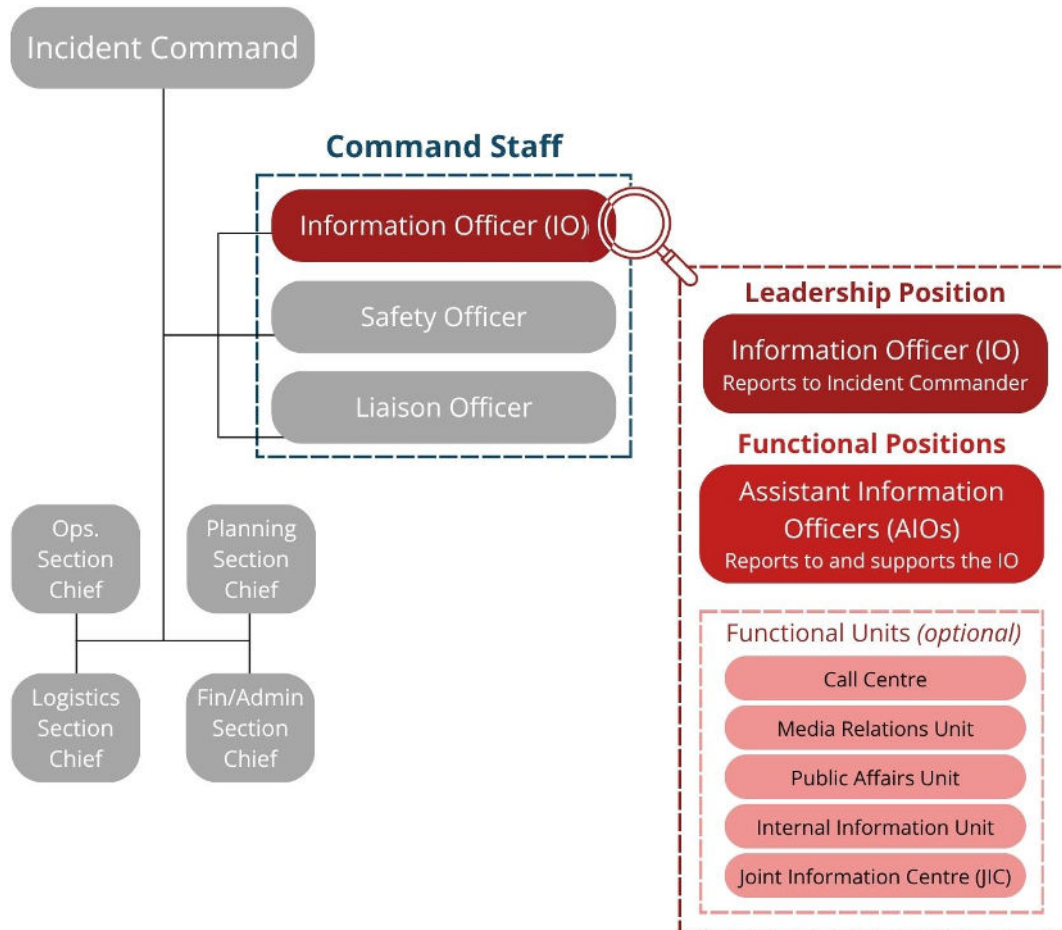 Incident Command
Command Staff
Information Officer (IO)
Safety Officer
Liaison Officer
Ops.
Section
Chief
Planning
Section
Chief
Logistics
Section
Chief
Fin/Admin
Section
Chief
Leadership Position
Information Officer (IO)
Reports to Incident Commander
Functional Positions
Assistant Information
Officers (AIOs)
Reports to and supports the IO
Functional Units (optional)
Call Centre
Media Relations Unit
Public Affairs Unit
Internal Information Unit
Joint Information Centre (JIC)